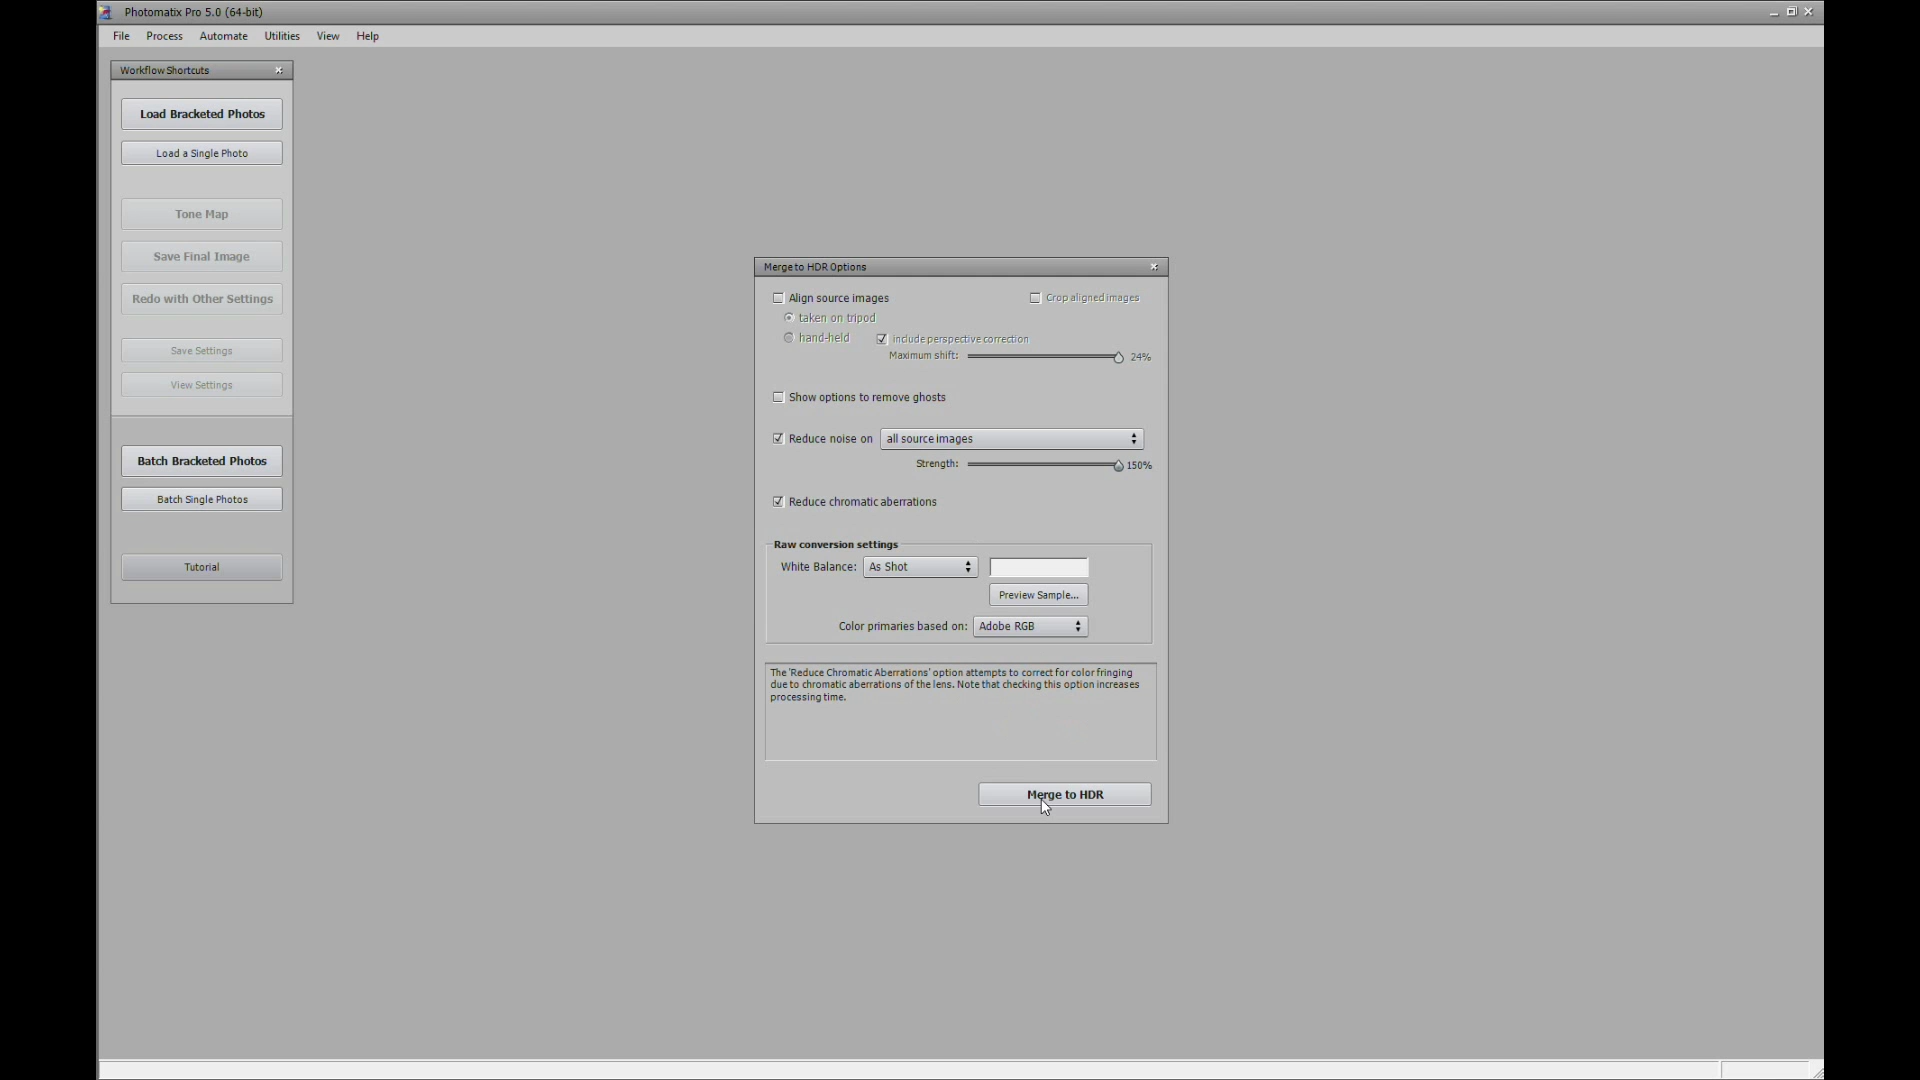 Photomatix Pro 5.0 (64-bit)
File Process Automate Utilities View Help
Workflow Shortcuts
Load Bracketed Photos
Load a Single Photo
Tone Map
Save Final Image
Redo with Other Settings
Save Settings
View Settings
Batch Bracketed Photos
Batch Single Photos
Tutorial
Merge to HDR Options
Align source images
Crop aligned images
taken on tripod
hand-held
include perspective correction
Maximum shift: 24%
Show options to remove ghosts
Reduce noise on all source images
Strength: 150%
Reduce chromatic aberrations
Raw conversion settings
White Balance: As Shot
Preview Sample...
Color primaries based on: Adobe RGB
The 'Reduce Chromatic Aberrations' option attempts to correct for color fringing
due to chromatic aberrations of the lens. Note that checking this option increases
processing time.
Merge to HDR